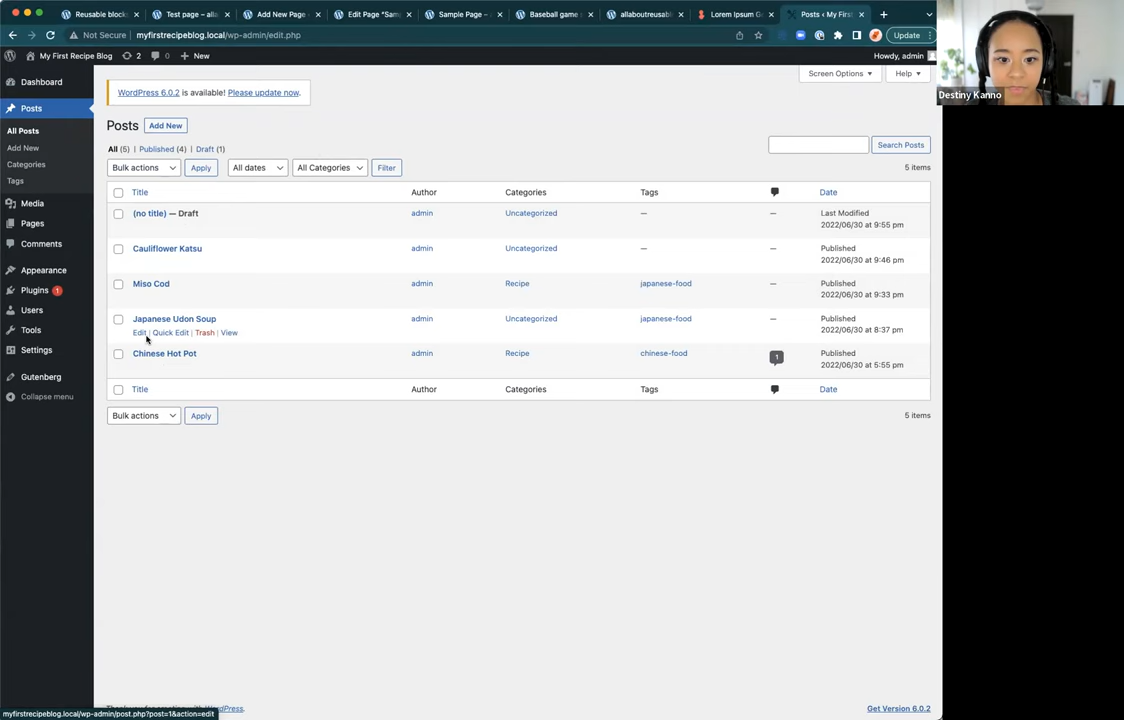 Reusable block
Test page – alla
Add New Page
Edit Page "Sam
Sample Page –
Baseball game
allaboutreusabl
Lorem Ipsum G
Posts ‹ My First
Not Secure
myfirstrecipeblog.local/wp-admin/edit.php
Update
My First Recipe Blog
2
0
New
Howdy, admin
Dashboard
Posts
All Posts
Add New
Categories
Tags
Media
Pages
Comments
Appearance
Plugins 1
Users
Tools
Settings
Gutenberg
Collapse menu
Screen Options
Help
WordPress 6.0.2 is available! Please update now.
Posts
Add New
All (5) | Published (4) | Draft (1)
Search Posts
Bulk actions
Apply
All dates
All Categories
Filter
5 items
Title Author Categories Tags Date
(no title) — Draft admin Uncategorized — — Last Modified
2022/06/30 at 9:55 pm
Cauliflower Katsu admin Uncategorized — — Published
2022/06/30 at 9:46 pm
Miso Cod admin Recipe japanese-food — Published
2022/06/30 at 9:33 pm
Japanese Udon Soup admin Uncategorized japanese-food — Published
Edit | Quick Edit | Trash | View 2022/06/30 at 8:37 pm
Chinese Hot Pot admin Recipe chinese-food 1 Published
2022/06/30 at 5:55 pm
Title Author Categories Tags Date
Bulk actions
Apply
5 items
WordPress.
Get Version 6.0.2
myfirstrecipeblog.local/wp-admin/post.php?post=1&action=edit
Destiny Kanno